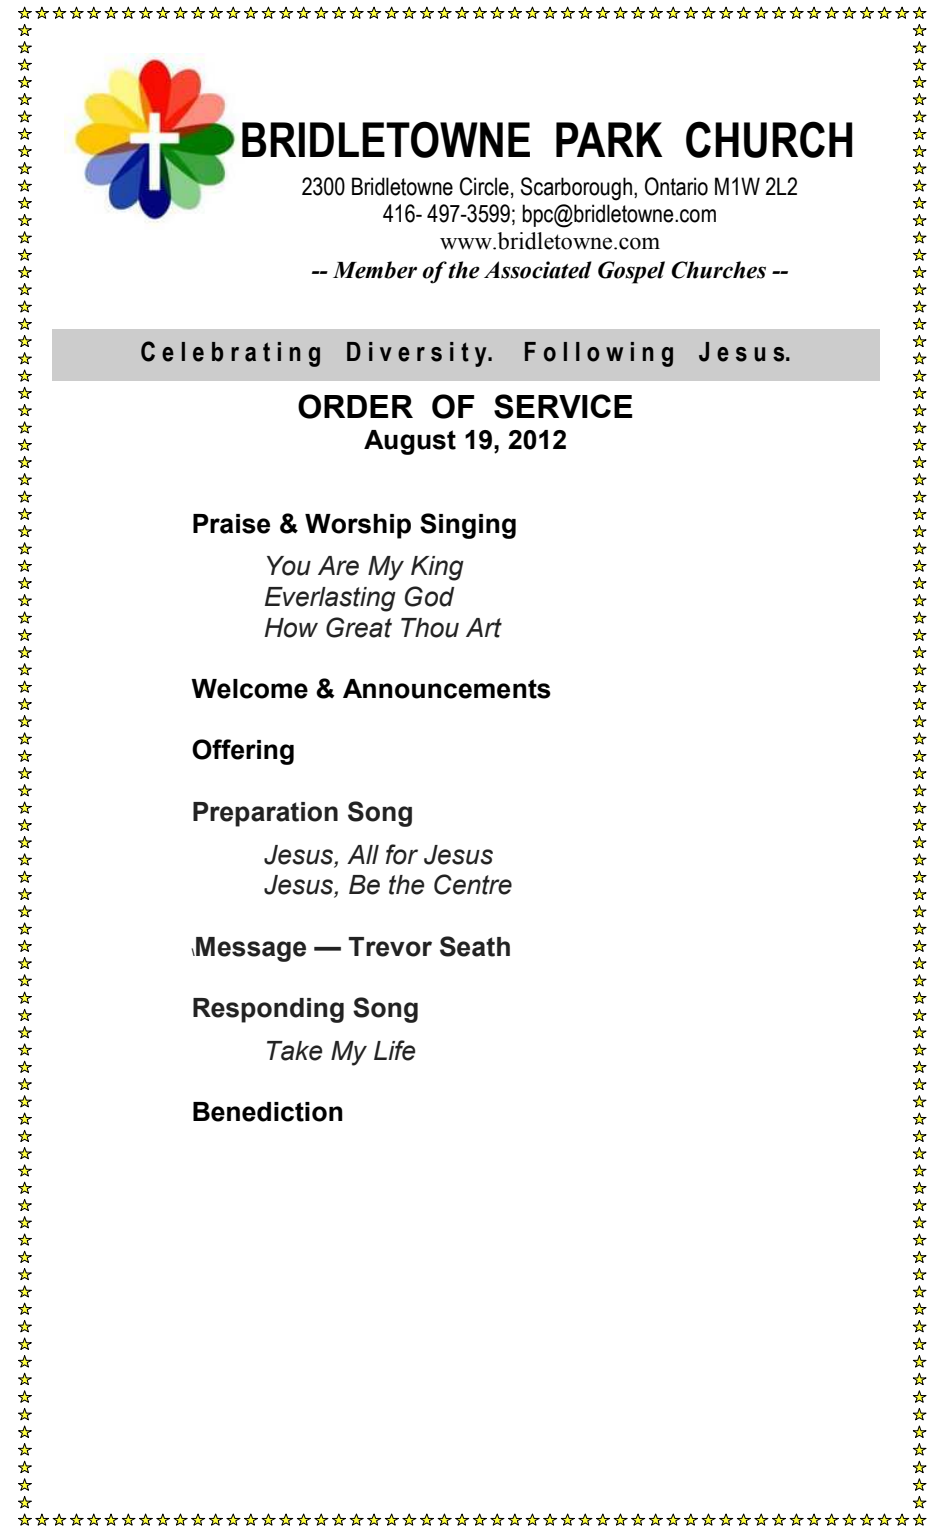 BRIDLETOWNE PARK CHURCH
2300 Bridletowne Circle, Scarborough, Ontario M1W 2L2
416- 497-3599; bpc@bridletowne.com
www.bridletowne.com
-- Member of the Associated Gospel Churches --
Celebrating Diversity. Following Jesus.
ORDER OF SERVICE
August 19, 2012
Praise & Worship Singing
You Are My King
Everlasting God
How Great Thou Art
Welcome & Announcements
Offering
Preparation Song
Jesus, All for Jesus
Jesus, Be the Centre
\Message — Trevor Seath
Responding Song
Take My Life
Benediction